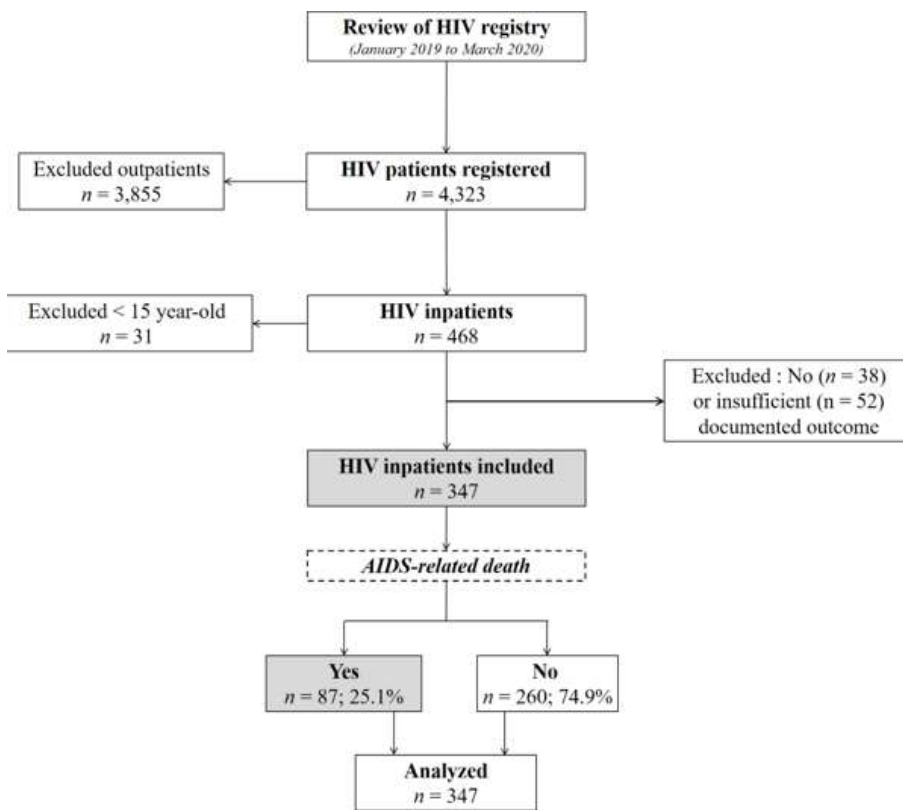 Review of HIV registry
(January 2019 to March 2020)
Excluded outpatients
n = 3,855
HIV patients registered
n = 4,323
Excluded < 15 year-old
n = 31
HIV inpatients
n = 468
Excluded : No (n = 38)
or insufficient (n = 52)
documented outcome
HIV inpatients included
n = 347
AIDS-related death
Yes
n = 87; 25.1%
No
n = 260; 74.9%
Analyzed
n = 347